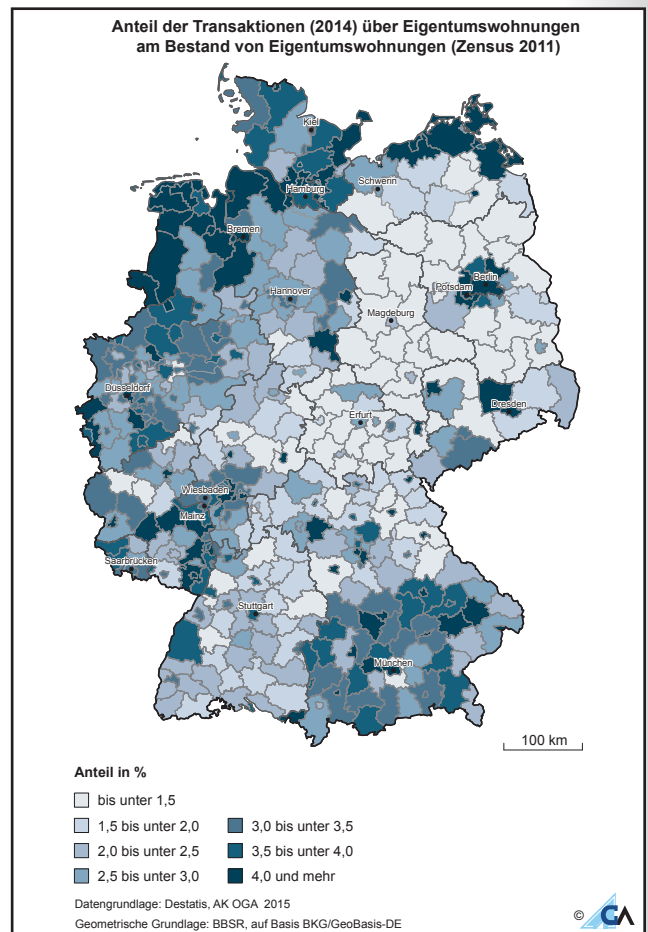 Anteil der Transaktionen (2014) über Eigentumswohnungen
am Bestand von Eigentumswohnungen (Zensus 2011)
Kiel
Schwerin
Hamburg
Bremen
Berlin
Potsdam
Hannover
Magdeburg
Düsseldorf
Dresden
Erfurt
Wiesbaden
Mainz
Saarbrücken
Stuttgart
München
100 km
Anteil in %
bis unter 1,5
1,5 bis unter 2,0
3,0 bis unter 3,5
2,0 bis unter 2,5
3,5 bis unter 4,0
2,5 bis unter 3,0
4,0 und mehr
Datengrundlage: Destatis, AK OGA 2015
Geometrische Grundlage: BBSR, auf Basis BKG/GeoBasis-DE
© GA